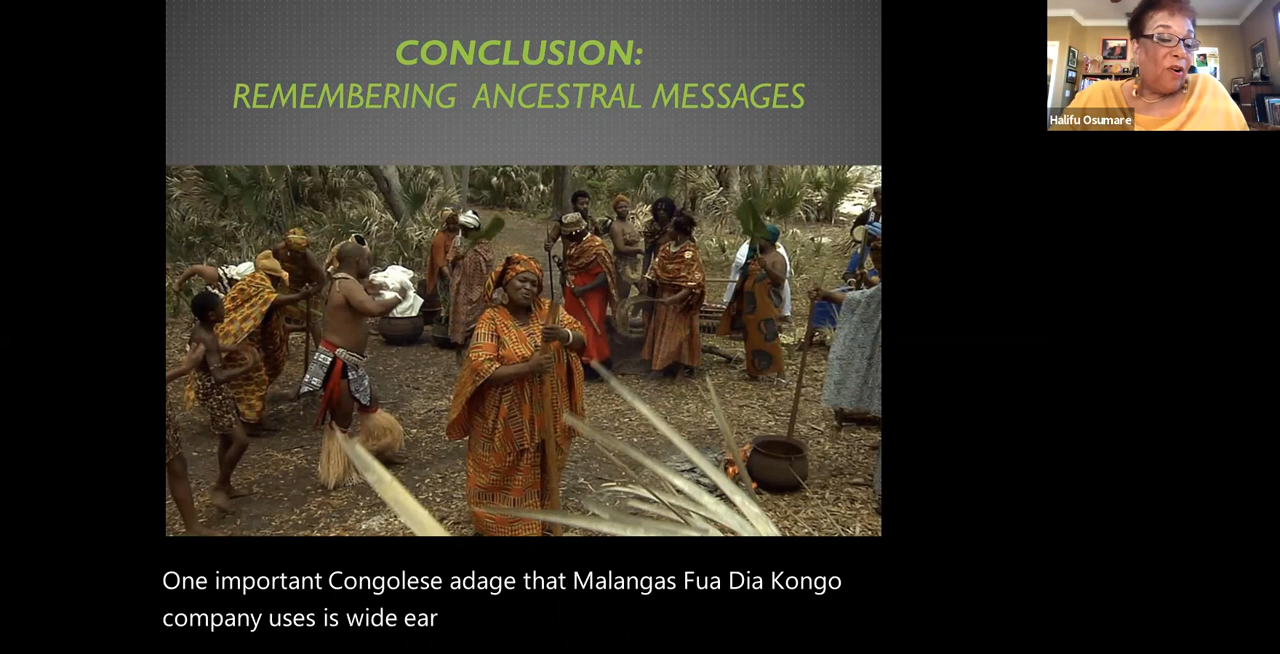 CONCLUSION:
REMEMBERING ANCESTRAL MESSAGES
Halifu Osumare
One important Congolese adage that Malangas Fua Dia Kongo
company uses is wide ear